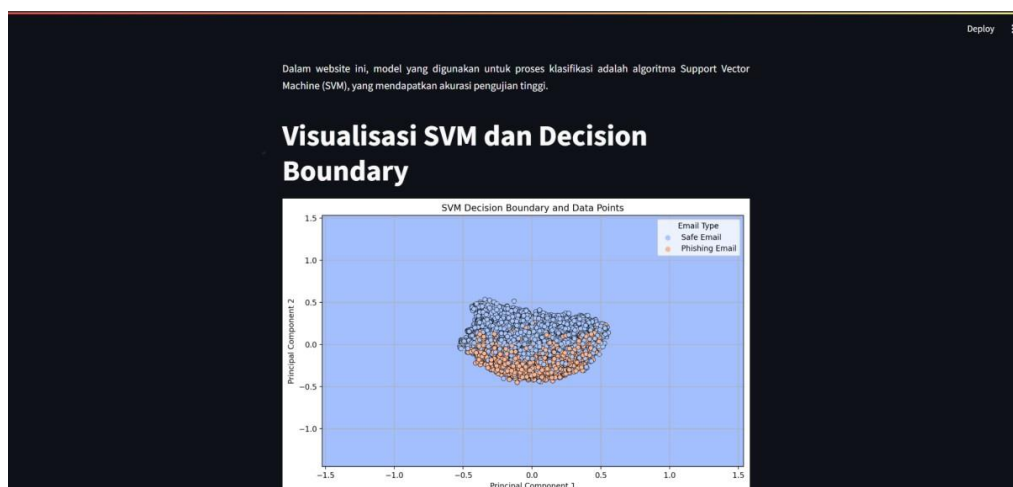 Deploy
Dalam website ini, model yang digunakan untuk proses klasifikasi adalah algoritma Support Vector
Machine (SVM), yang mendapatkan akurasi pengujian tinggi.
Visualisasi SVM dan Decision
Boundary
SVM Decision Boundary and Data Points
Email Type
Safe Email
Phishing Email
Principal Component 2
1.5
1.0
0.5
0.0
−0.5
−1.0
−1.5 −1.0 −0.5 0.0 0.5 1.0 1.5
Principal Component 1